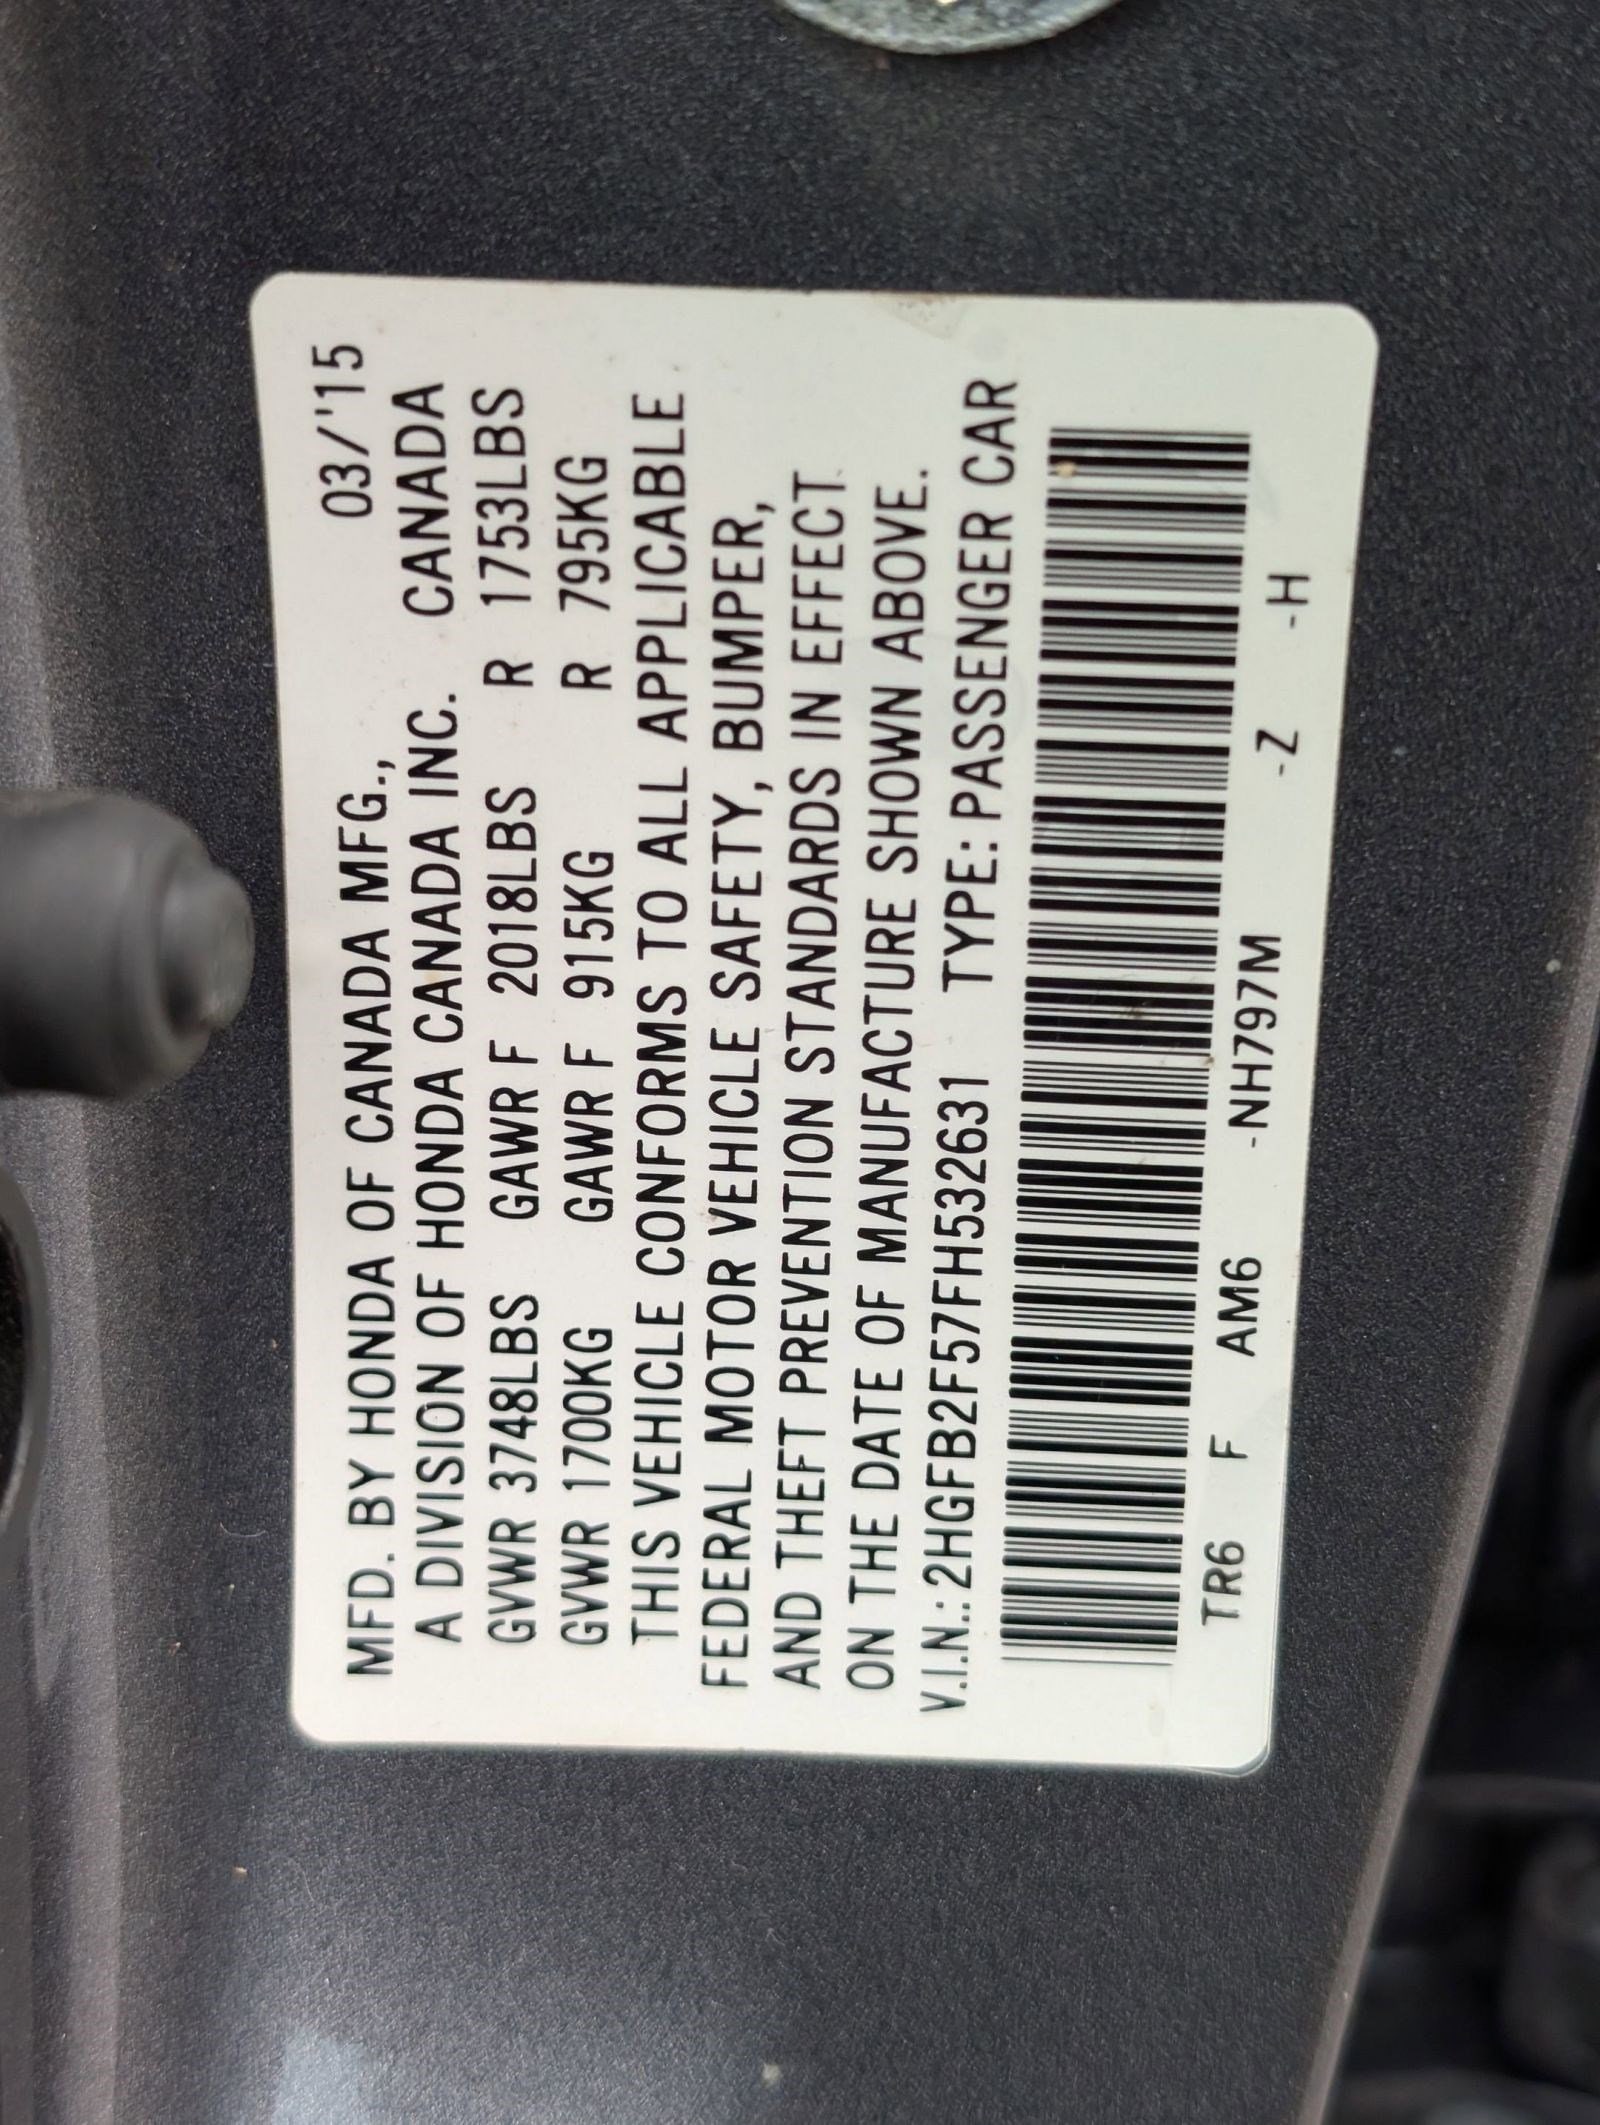 MFD. BY HONDA OF CANADA MFG., 03/'15
A DIVISION OF HONDA CANADA INC. CANADA
GVWR 3748LBS GAWR F 2018LBS R 1753LBS
GVWR 1700KG GAWR F 915KG R 795KG
THIS VEHICLE CONFORMS TO ALL APPLICABLE
FEDERAL MOTOR VEHICLE SAFETY, BUMPER,
AND THEFT PREVENTION STANDARDS IN EFFECT
ON THE DATE OF MANUFACTURE SHOWN ABOVE.
V.I.N.: 2HGFB2F57FH532631 TYPE: PASSENGER CAR
TR6 F AM6 -NH797M -Z -H